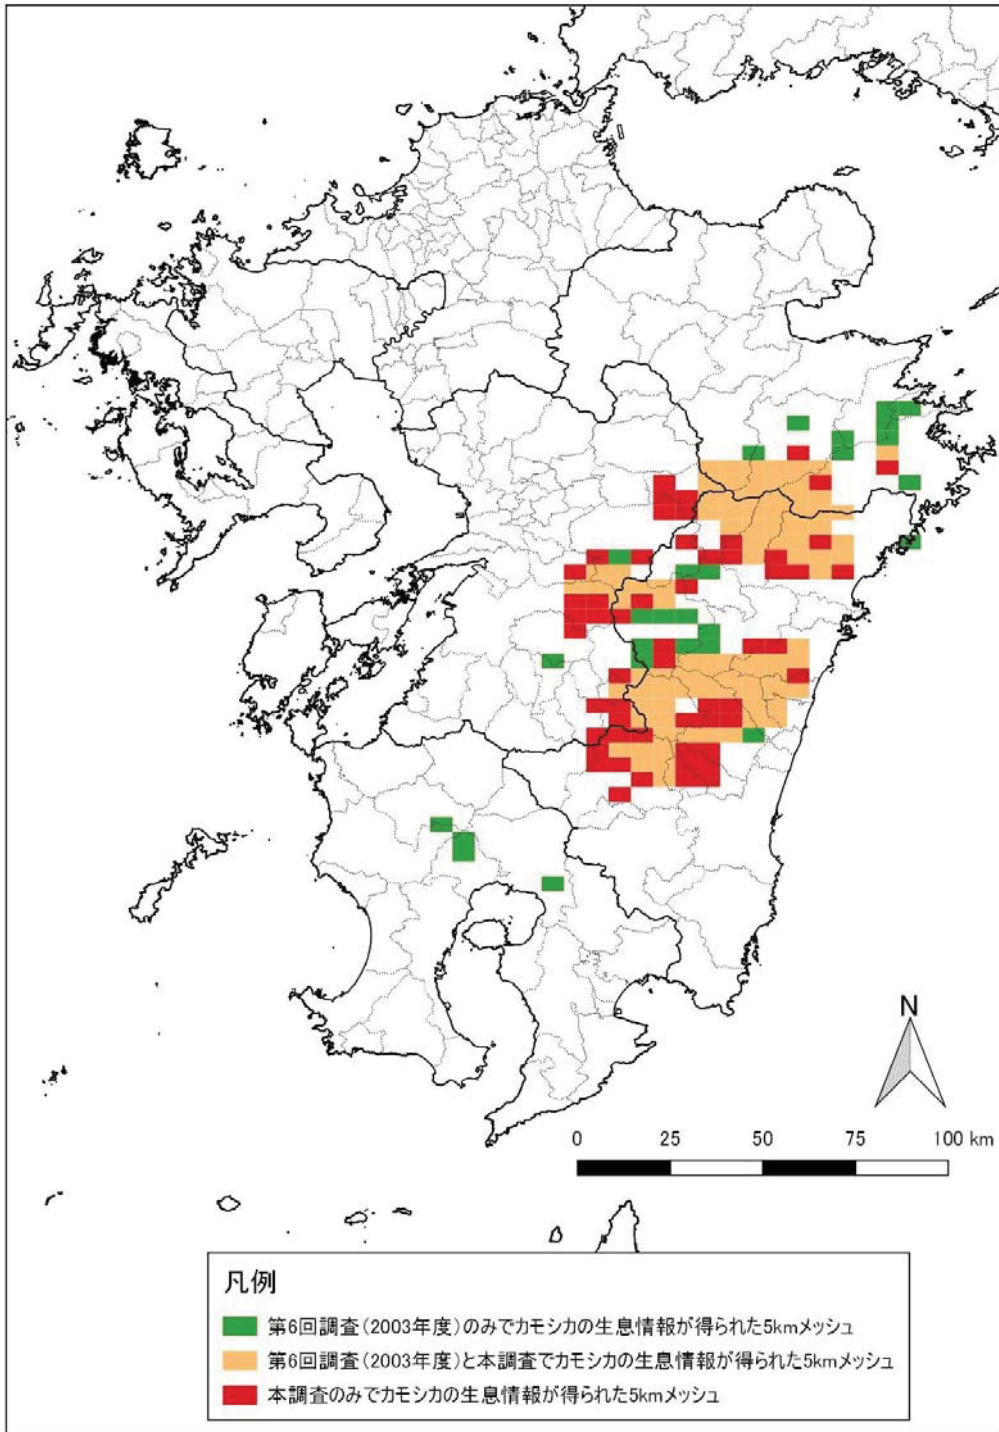 N
0 25 50 75 100 km
凡例
第6回調査(2003年度)のみでカモシカの生息情報が得られた5kmメッシュ
第6回調査(2003年度)と本調査でカモシカの生息情報が得られた5kmメッシュ
本調査のみでカモシカの生息情報が得られた5kmメッシュ